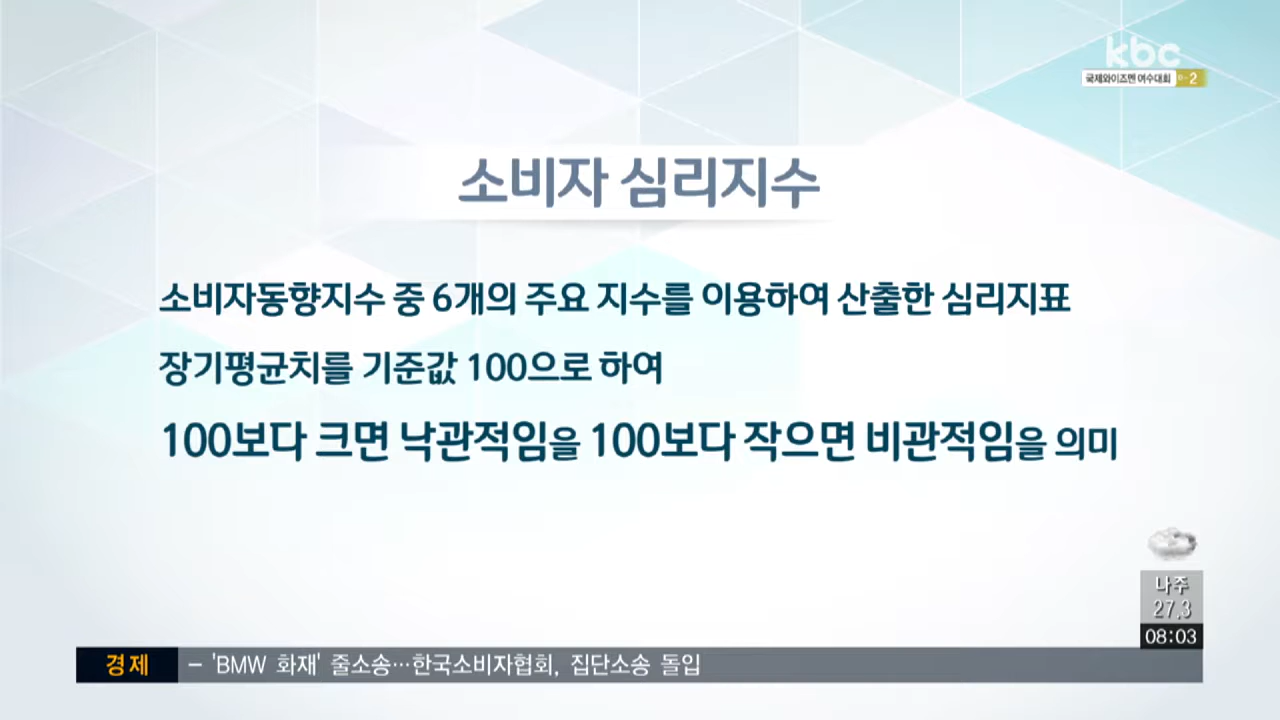 kbc
국제와이즈멘 여수대회 D-2
소비자 심리지수
소비자동향지수 중 6개의 주요 지수를 이용하여 산출한 심리지표
장기평균치를 기준값 100으로 하여
100보다 크면 낙관적임을 100보다 작으면 비관적임을 의미
나주
27.3
08:03
경제 - 'BMW 화재' 줄소송…한국소비자협회, 집단소송 돌입